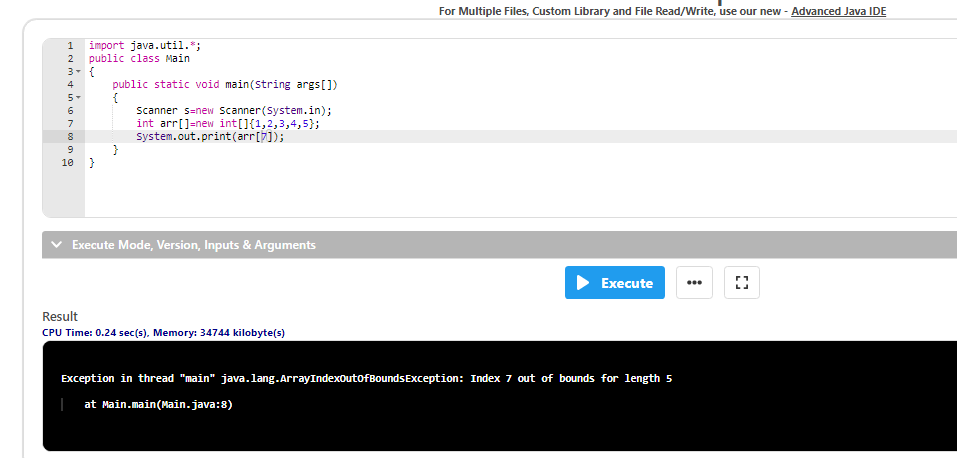 For Multiple Files, Custom Library and File Read/Write, use our new - Advanced Java IDE
1 import java.util.*;
2 public class Main
3 {
4 public static void main(String args[])
5 {
6 Scanner s=new Scanner(System.in);
7 int arr[]=new int[]{1,2,3,4,5};
8 System.out.print(arr[7]);
9 }
10 }
Execute Mode, Version, Inputs & Arguments
Execute
Result
CPU Time: 0.24 sec(s), Memory: 34744 kilobyte(s)
Exception in thread "main" java.lang.ArrayIndexOutOfBoundsException: Index 7 out of bounds for length 5
at Main.main(Main.java:8)